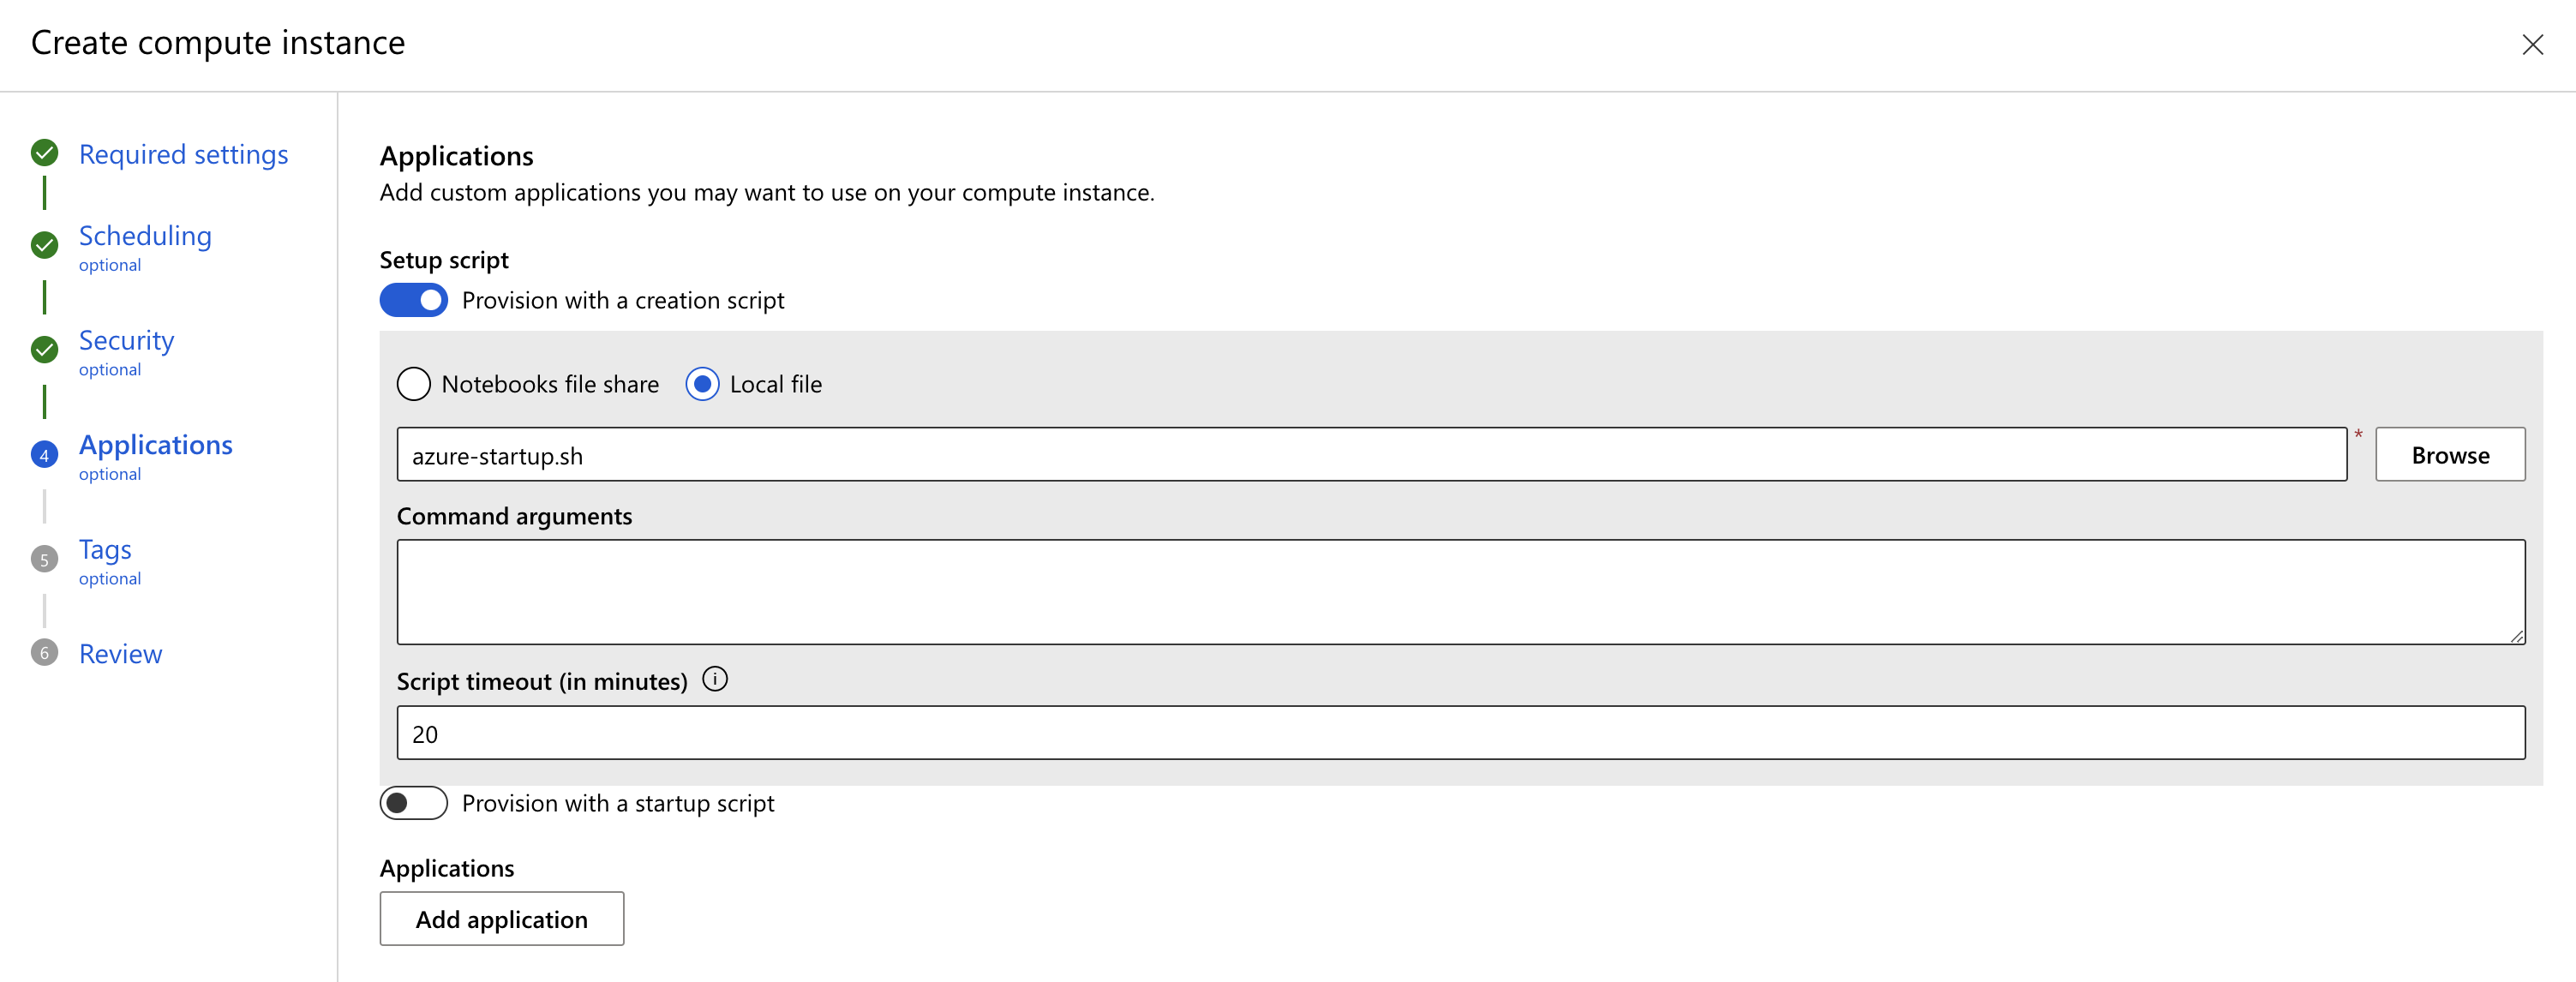 Create compute instance
Required settings
Scheduling
optional
Security
optional
4
Applications
optional
5
Tags
optional
6
Review
Applications
Add custom applications you may want to use on your compute instance.
Setup script
Provision with a creation script
Notebooks file share
Local file
azure-startup.sh
*
Browse
Command arguments
Script timeout (in minutes)
20
Provision with a startup script
Applications
Add application